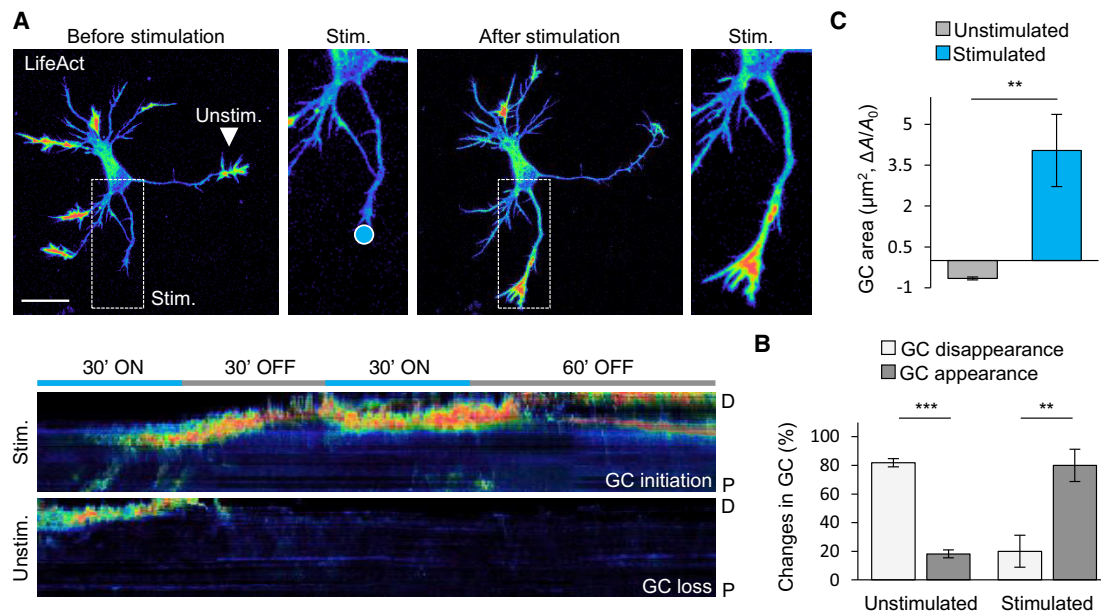 A
Before stimulation
Stim.
After stimulation
Stim.
LifeAct
Unstim.
Stim.
30’ ON
30’ OFF
30’ ON
60’ OFF
Stim.
D
GC initiation
P
Unstim.
D
GC loss
P
C
Unstimulated
Stimulated
**
GC area (µm², ΔA/A₀)
5
3.5
2
0.5
-1
B
GC disappearance
GC appearance
***
**
Changes in GC (%)
100
80
60
40
20
0
Unstimulated
Stimulated